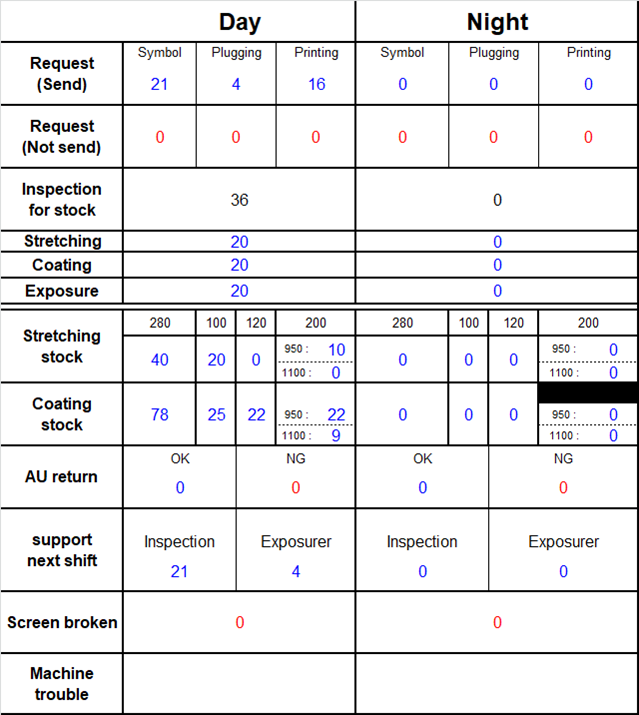 Day Night
Request (Send) Symbol Plugging Printing Symbol Plugging Printing
21 4 16 0 0 0
Request (Not send) 0 0 0 0 0 0
Inspection for stock 36 0
Stretching 20 0
Coating 20 0
Exposure 20 0
Stretching stock 280 100 120 200 280 100 120 200
40 20 0 950 : 10 0 0 0 950 : 0
1100 : 0 1100 : 0
Coating stock 78 25 22 950 : 22 0 0 0 950 : 0
1100 : 9 1100 : 0
AU return OK NG OK NG
0 0 0 0
support next shift Inspection Exposurer Inspection Exposurer
21 4 0 0
Screen broken 0 0
Machine trouble